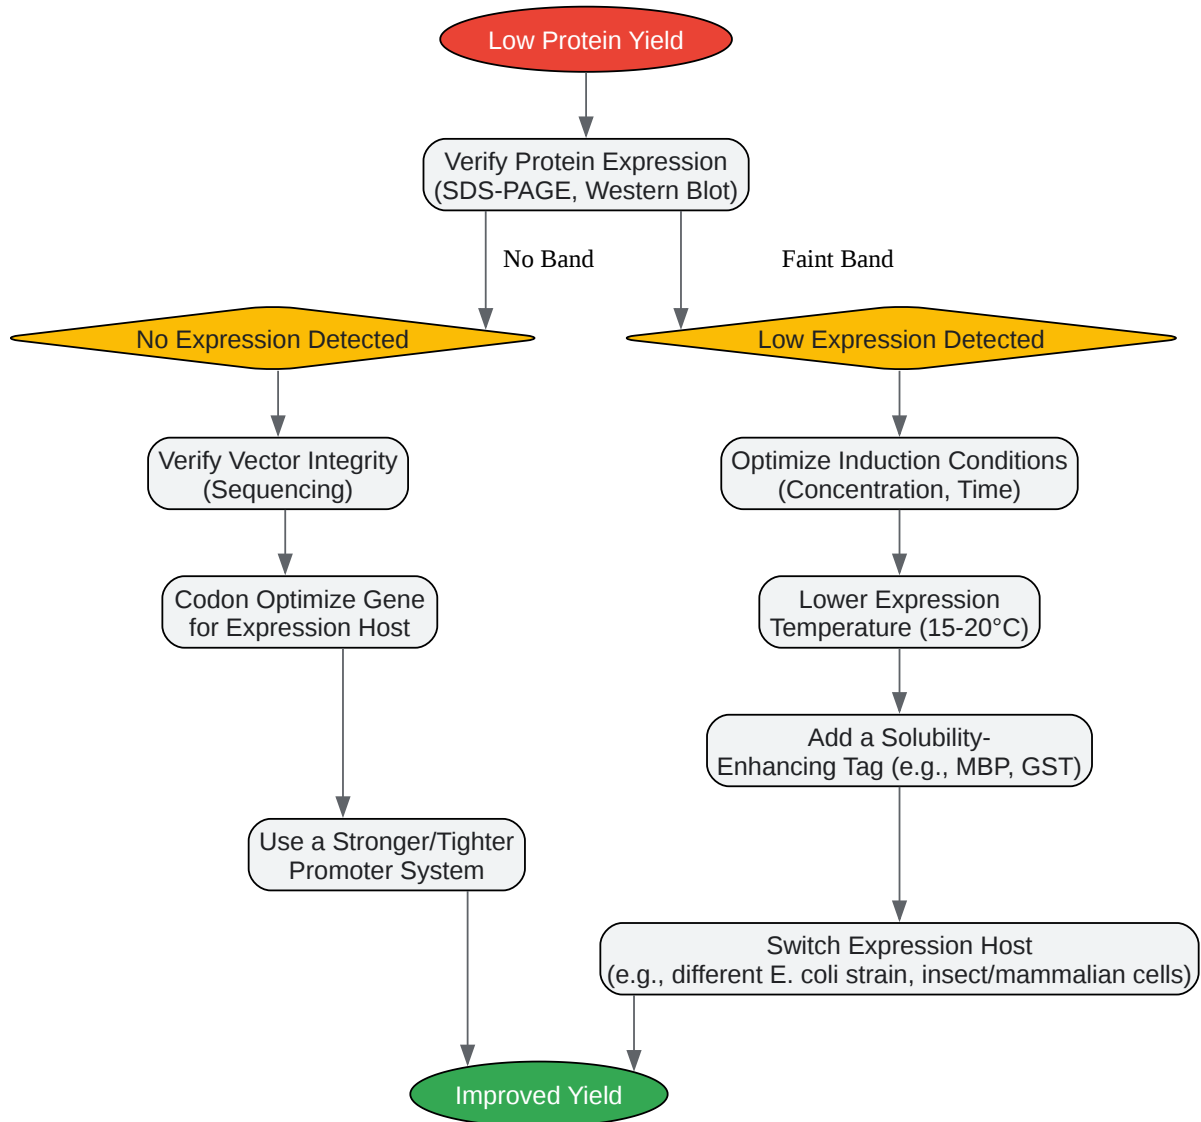 Low Protein Yield
Verify Protein Expression
(SDS-PAGE, Western Blot)
No Band
Faint Band
No Expression Detected
Low Expression Detected
Verify Vector Integrity
(Sequencing)
Optimize Induction Conditions
(Concentration, Time)
Codon Optimize Gene
for Expression Host
Lower Expression
Temperature (15-20°C)
Add a Solubility-
Enhancing Tag (e.g., MBP, GST)
Use a Stronger/Tighter
Promoter System
Switch Expression Host
(e.g., different E. coli strain, insect/mammalian cells)
Improved Yield